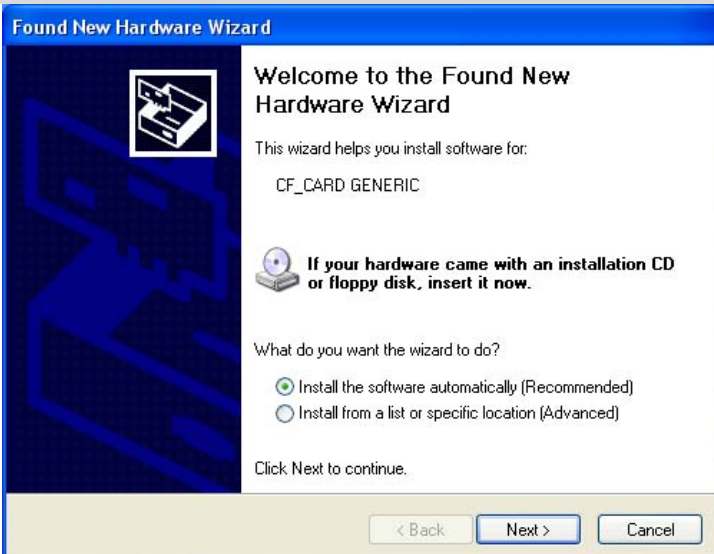 Found New Hardware Wizard
Welcome to the Found New
Hardware Wizard
This wizard helps you install software for:
CF_CARD GENERIC
If your hardware came with an installation CD
or floppy disk, insert it now.
What do you want the wizard to do?
Install the software automatically (Recommended)
Install from a list or specific location (Advanced)
Click Next to continue.
< Back Next > Cancel